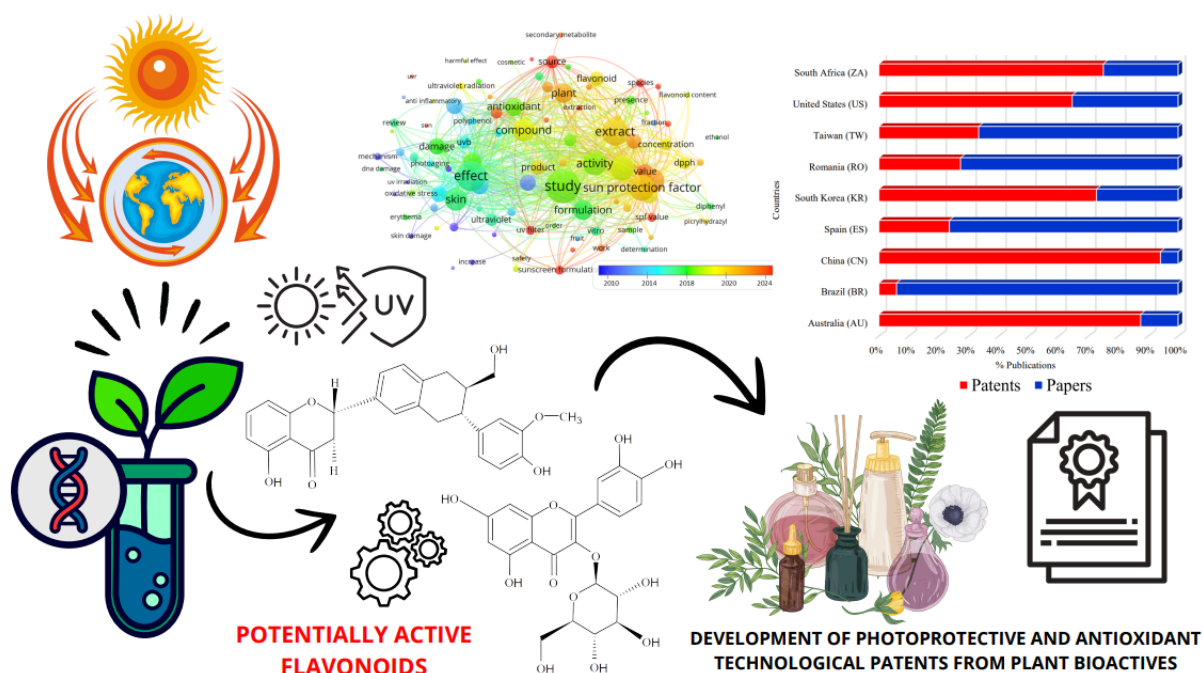 secondary metabolite
harmful effect
cosmetic
source
uvr
ultraviolet radiation
flavonoid
species
plant
presence
flavonoid content
anti inflammatory
antioxidant
extraction
review
son
polyphenol
compound
extract
fraction
ethanol
damage
uvb
concentration
mechanism
photoaging
product
activity
value
dpph
dna damage
effect
uv irradiation
study
sun protection factor
oxidative stress
skin
diphenyl
erythema
ultraviolet
formulation
spf value
picrylhydrazyl
order
vitro
sample
skin damage
uv filter
fruit
work
determination
increase
safety
sunscreen formulati
2010 2014 2018 2020 2024
Countries
South Africa (ZA)
United States (US)
Taiwan (TW)
Romania (RO)
South Korea (KR)
Spain (ES)
China (CN)
Brazil (BR)
Australia (AU)
0% 10% 20% 30% 40% 50% 60% 70% 80% 90% 100%
% Publications
Patents Papers
UV
OH
H
O
O—CH₃
O
H
OH
OH
O
OH
OH
HO
O
O
OH
O
OH
O
OH
HO
OH
OH
POTENTIALLY ACTIVE
FLAVONOIDS
DEVELOPMENT OF PHOTOPROTECTIVE AND ANTIOXIDANT
TECHNOLOGICAL PATENTS FROM PLANT BIOACTIVES